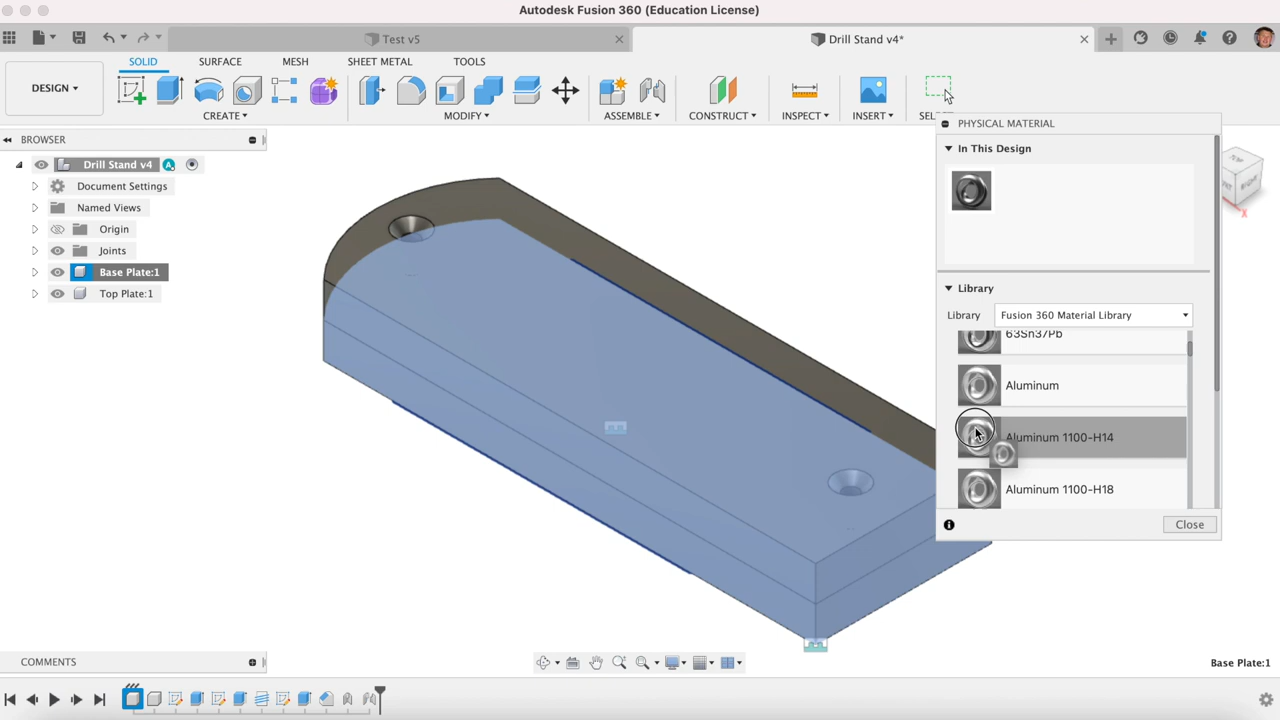 Autodesk Fusion 360 (Education License)
Test v5
Drill Stand v4*
DESIGN
SOLID SURFACE MESH SHEET METAL TOOLS
CREATE MODIFY ASSEMBLE CONSTRUCT INSPECT INSERT SEL
BROWSER
Drill Stand v4
A
Document Settings
Named Views
Origin
Joints
Base Plate:1
Top Plate:1
TOP
RIGHT
X
PHYSICAL MATERIAL
In This Design
Library
Library Fusion 360 Material Library
63Sn37Pb
Aluminum
Aluminum 1100-H14
Aluminum 1100-H18
Close
COMMENTS
Base Plate:1